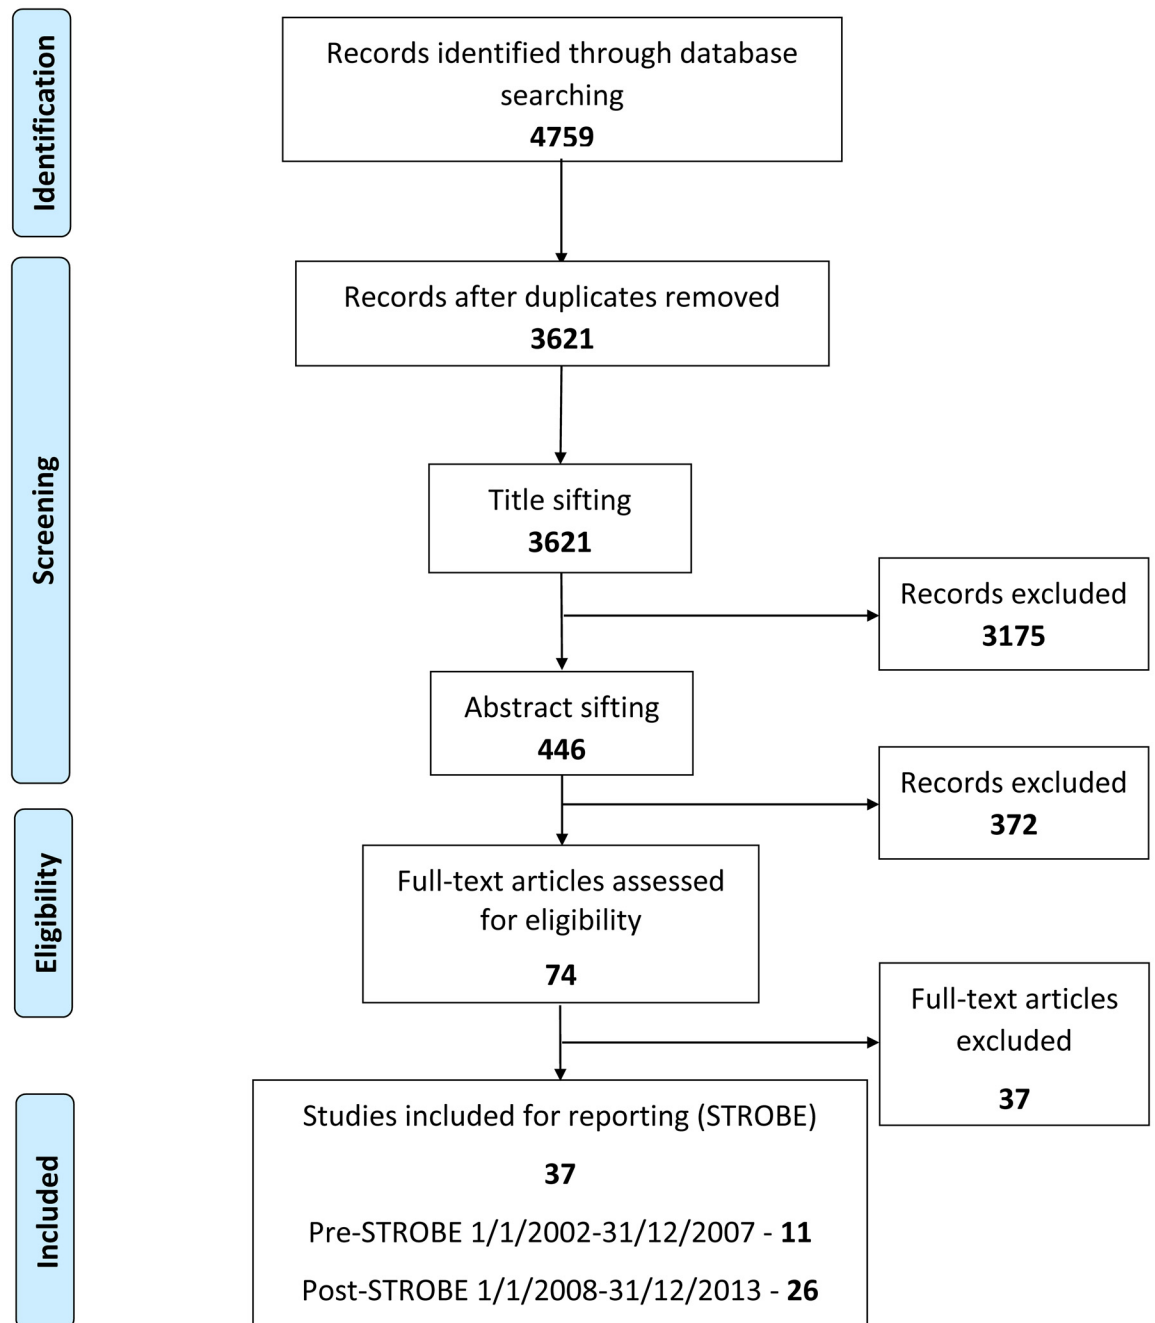 Identification
Records identified through database
searching
4759
Screening
Records after duplicates removed
3621
Title sifting
3621
Records excluded
3175
Abstract sifting
446
Records excluded
372
Eligibility
Full-text articles assessed
for eligibility
74
Full-text articles
excluded
37
Included
Studies included for reporting (STROBE)
37
Pre-STROBE 1/1/2002-31/12/2007 - 11
Post-STROBE 1/1/2008-31/12/2013 - 26